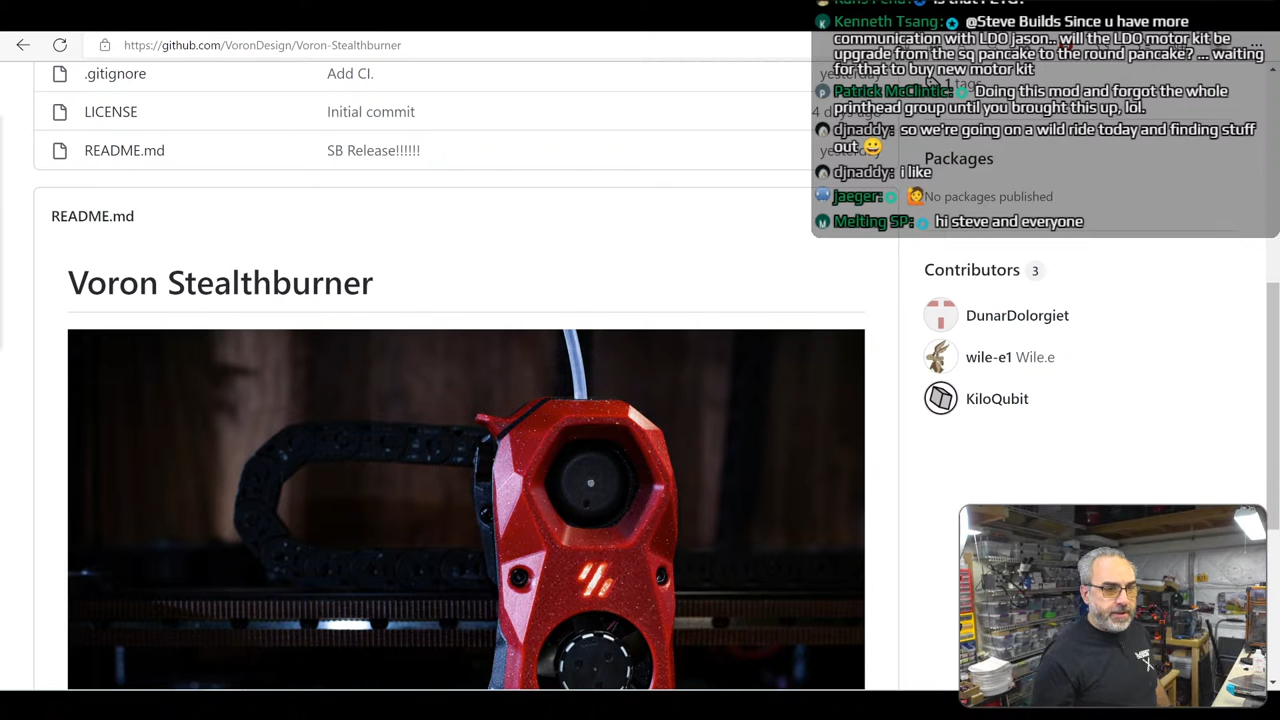 https://github.com/VoronDesign/Voron-Stealthburner
.gitignore
Add CI.
LICENSE
Initial commit
README.md
SB Release!!!!!!
yesterday
README.md
Voron Stealthburner
Kenneth Tsang: @Steve Builds Since u have more
communication with LDO jason.. will the LDO motor kit be
upgrade from the sq pancake to the round pancake? ... waiting
for that to buy new motor kit
Patrick McClintic: Doing this mod and forgot the whole
printhead group until you brought this up, lol.
djnaddy: so we're going on a wild ride today and finding stuff
out 😀
djnaddy: i like
jaeger: 🙋
Melting SP: hi steve and everyone
1 tags
Packages
No packages published
Contributors 3
DunarDolorgiet
wile-e1 Wile.e
KiloQubit